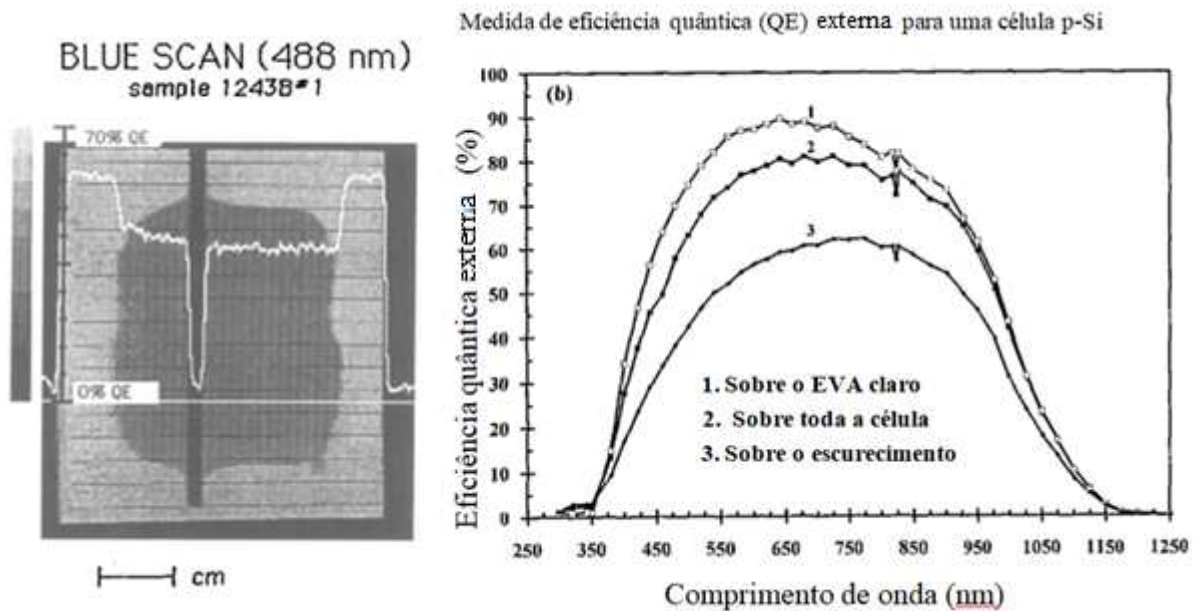 BLUE SCAN (488 nm)
sample 12438#1
70% QE
0% QE
cm
Medida de eficiência quântica (QE) externa para uma célula p-Si
Eficiência quântica externa (%)
100
90
80
70
60
50
40
30
20
10
0
(b)
1
2
3
1. Sobre o EVA claro
2. Sobre toda a célula
3. Sobre o escurecimento
250 350 450 550 650 750 850 950 1050 1150 1250
Comprimento de onda (nm)